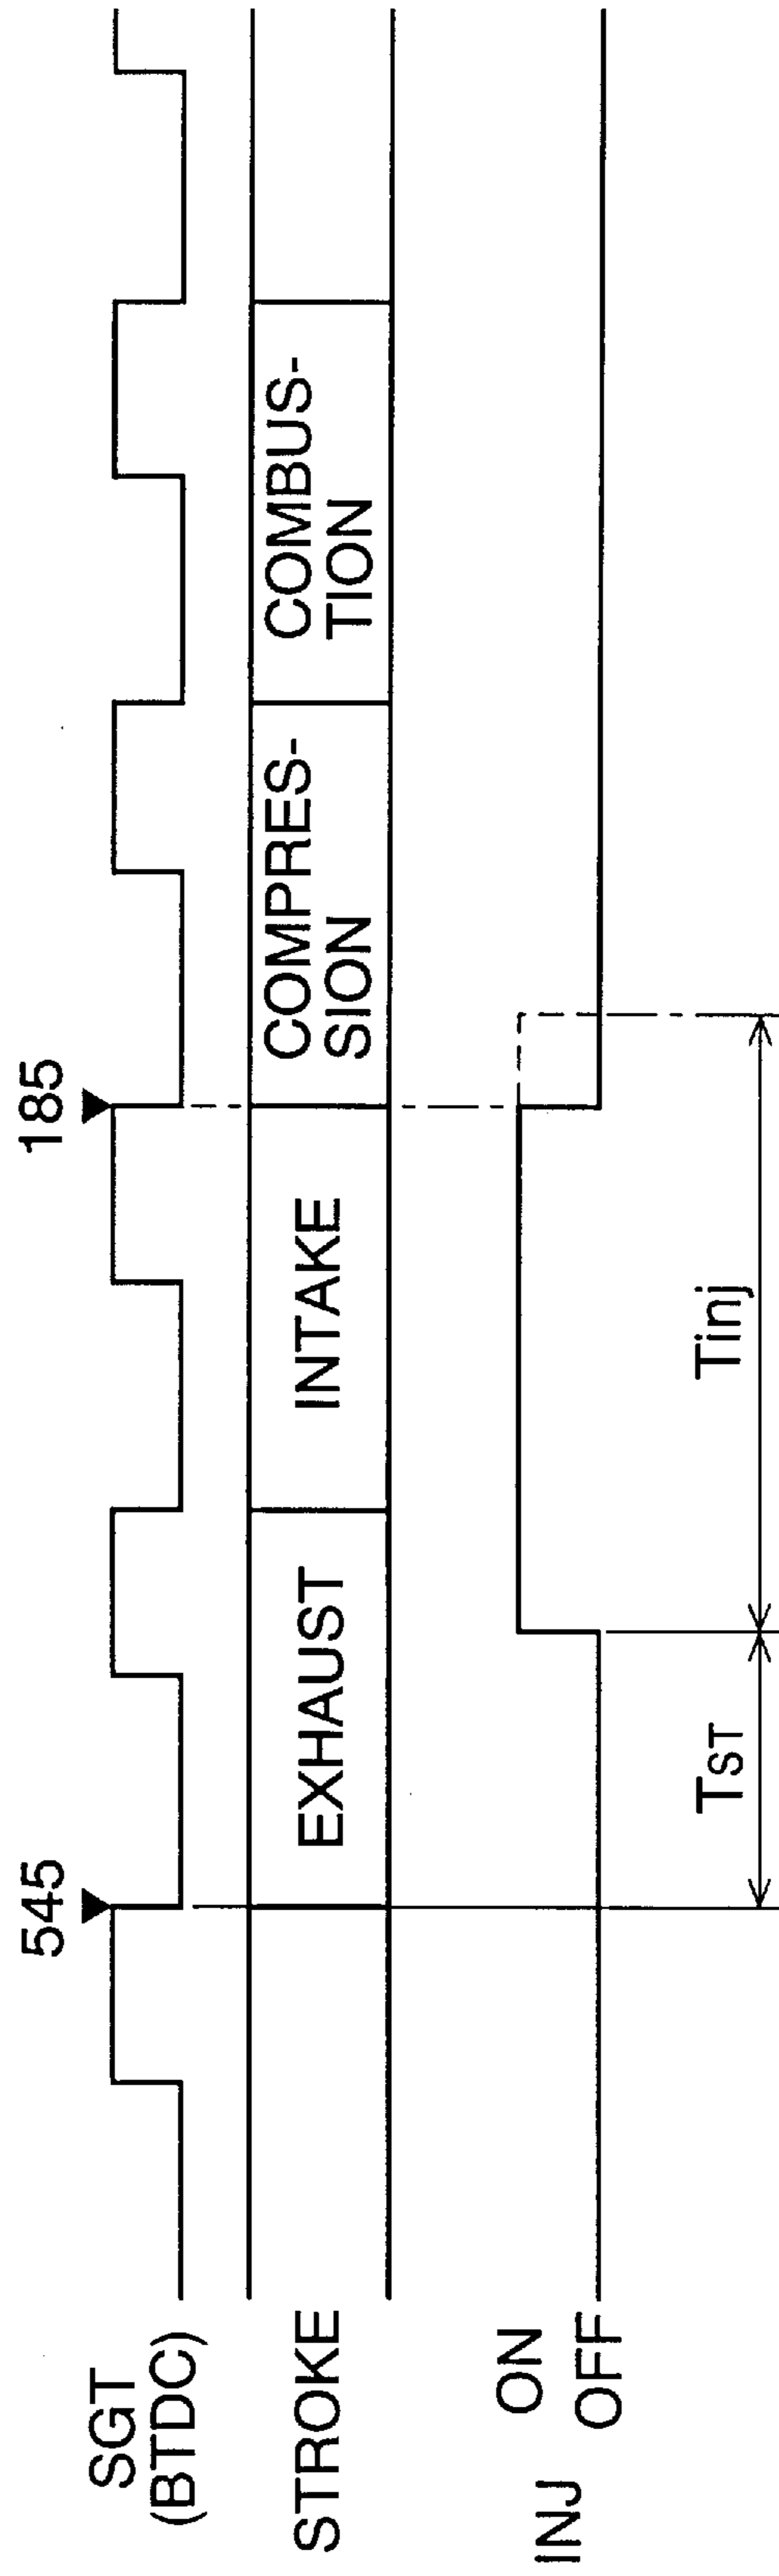 545
185
SGT
(BTDC)
STROKE
EXHAUST
INTAKE
COMPRES-
SION
COMBUS-
TION
INJ
ON
OFF
TST
Tinj